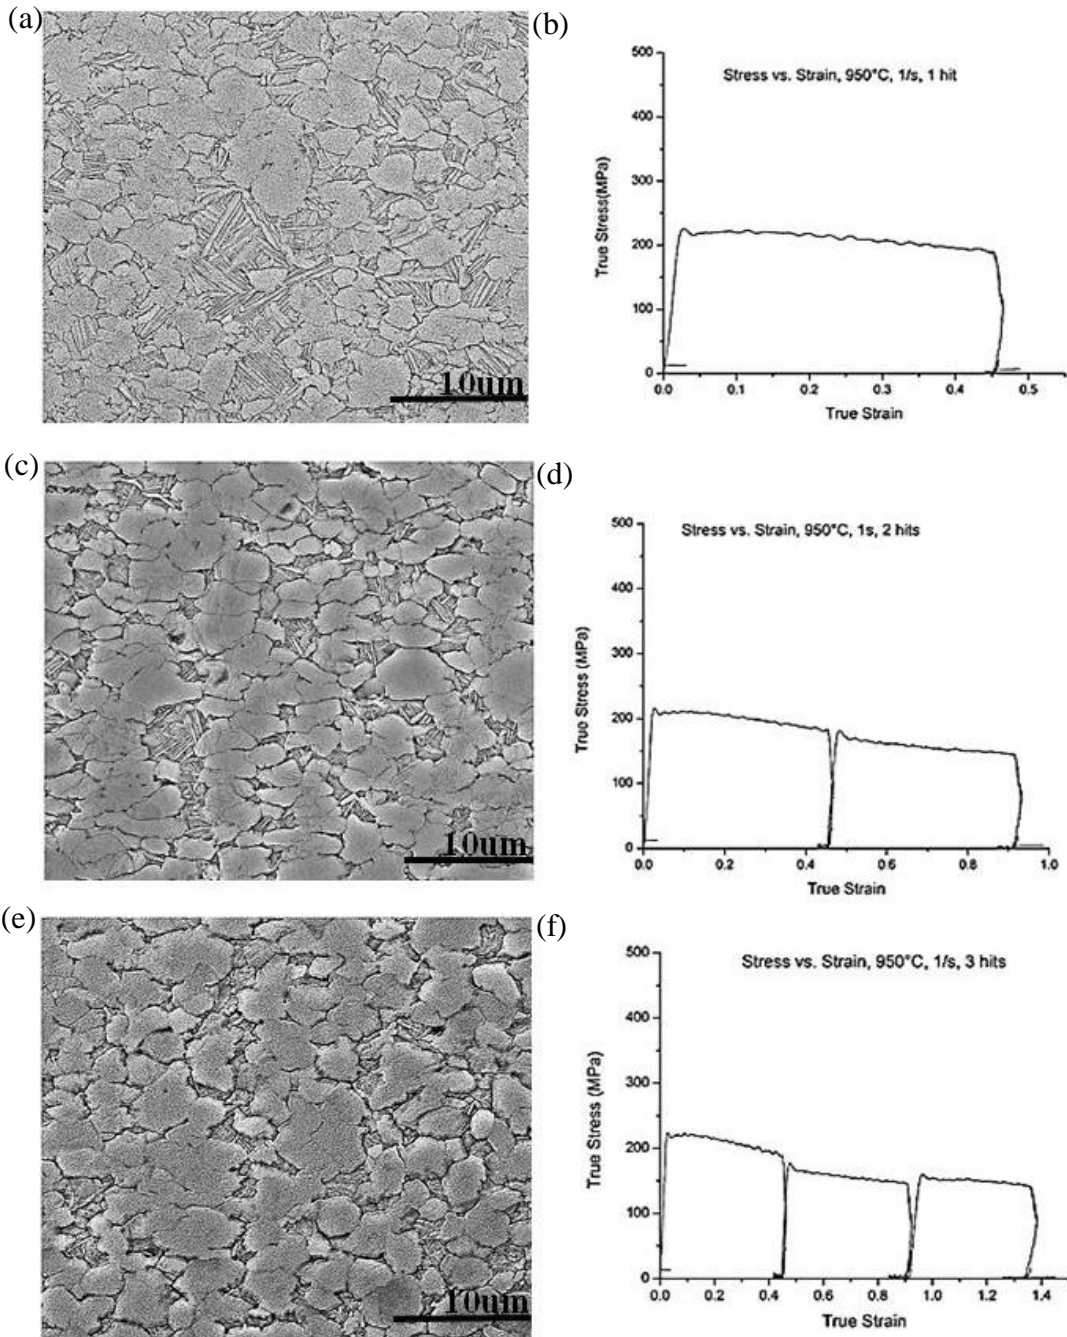 (a)
10um
(b)
Stress vs. Strain, 950°C, 1/s, 1 hit
True Stress(MPa)
500
400
300
200
100
0
0.0 0.1 0.2 0.3 0.4 0.5
True Strain
(c)
10um
(d)
Stress vs. Strain, 950°C, 1s, 2 hits
True Stress (MPa)
500
400
300
200
100
0
0.0 0.2 0.4 0.6 0.8 1.0
True Strain
(e)
10um
(f)
Stress vs. Strain, 950°C, 1/s, 3 hits
True Stress (MPa)
500
400
300
200
100
0
0.0 0.2 0.4 0.6 0.8 1.0 1.2 1.4
True Strain